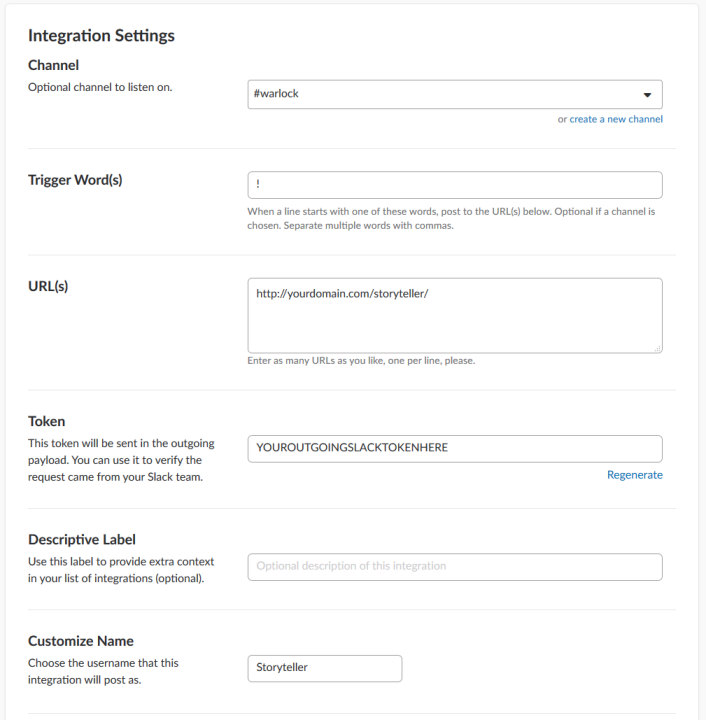 Integration Settings
Channel
Optional channel to listen on.
#warlock
or create a new channel
Trigger Word(s)
!
When a line starts with one of these words, post to the URL(s) below. Optional if a channel is
chosen. Separate multiple words with commas.
URL(s)
http://yourdomain.com/storyteller/
Enter as many URLs as you like, one per line, please.
Token
This token will be sent in the outgoing
payload. You can use it to verify the
request came from your Slack team.
YOUROUTGOINGSLACKTOKENHERE
Regenerate
Descriptive Label
Use this label to provide extra context
in your list of integrations (optional).
Optional description of this integration
Customize Name
Choose the username that this
integration will post as.
Storyteller